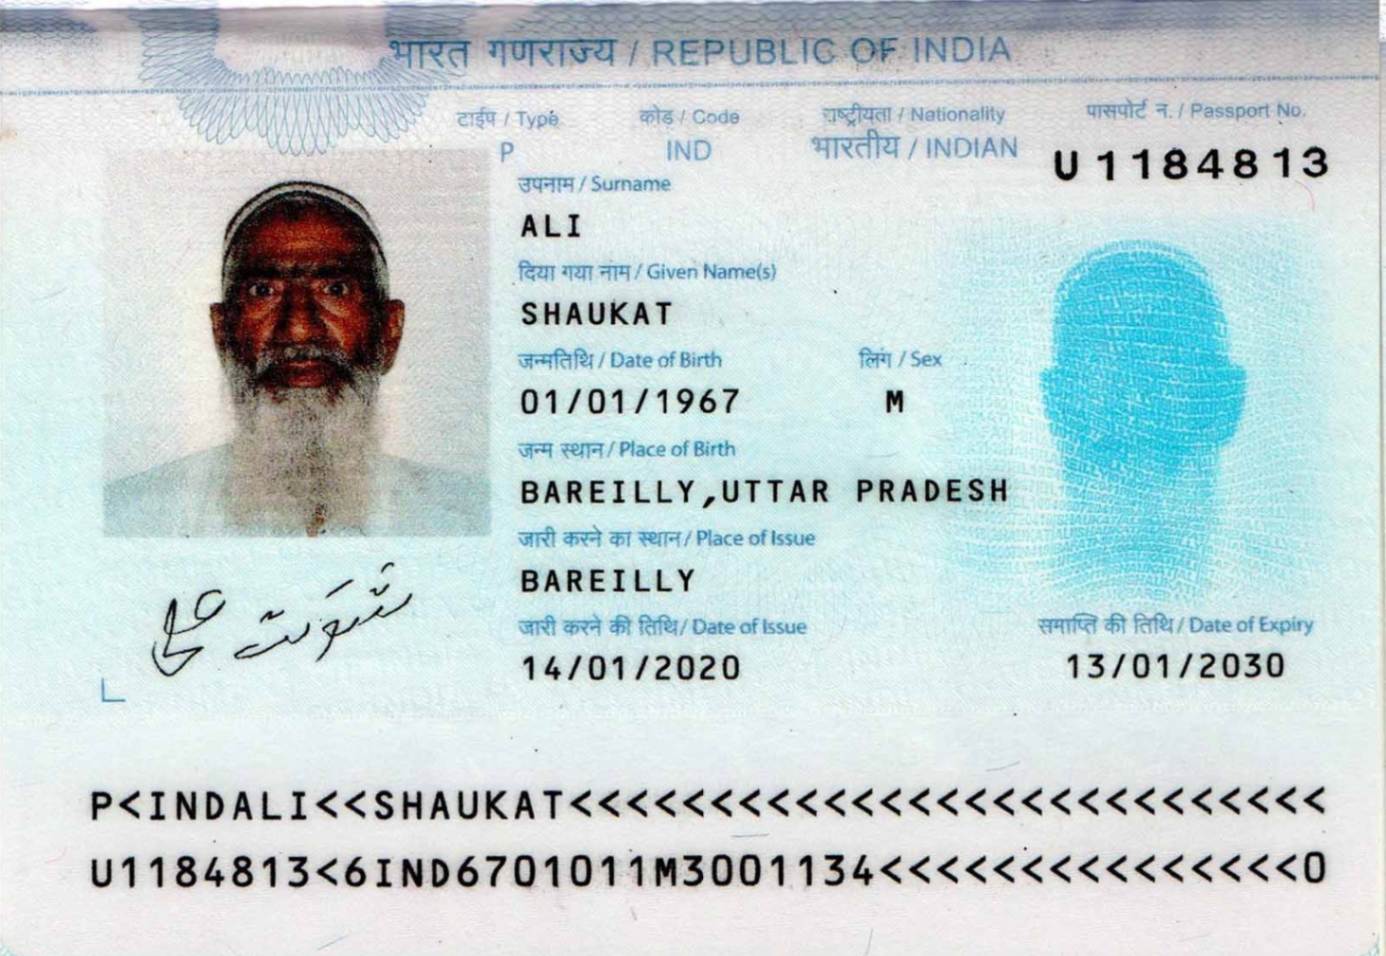 भारत गणराज्य / REPUBLIC OF INDIA
टाईप / Type कोड / Code राष्ट्रीयता / Nationality पासपोर्ट न. / Passport No.
P IND भारतीय / INDIAN U1184813
उपनाम / Surname
ALI
दिया गया नाम / Given Name(s)
SHAUKAT
जन्मतिथि / Date of Birth लिंग / Sex
01/01/1967 M
जन्म स्थान / Place of Birth
BAREILLY,UTTAR PRADESH
जारी करने का स्थान / Place of Issue
BAREILLY
जारी करने की तिथि / Date of Issue समाप्ति की तिथि / Date of Expiry
14/01/2020 13/01/2030
شوکت علی
P<INDALI<<SHAUKAT<<<<<<<<<<<<<<<<<<<<<<<<<<<
U1184813<6IND6701011M3001134<<<<<<<<<<<<<<<0